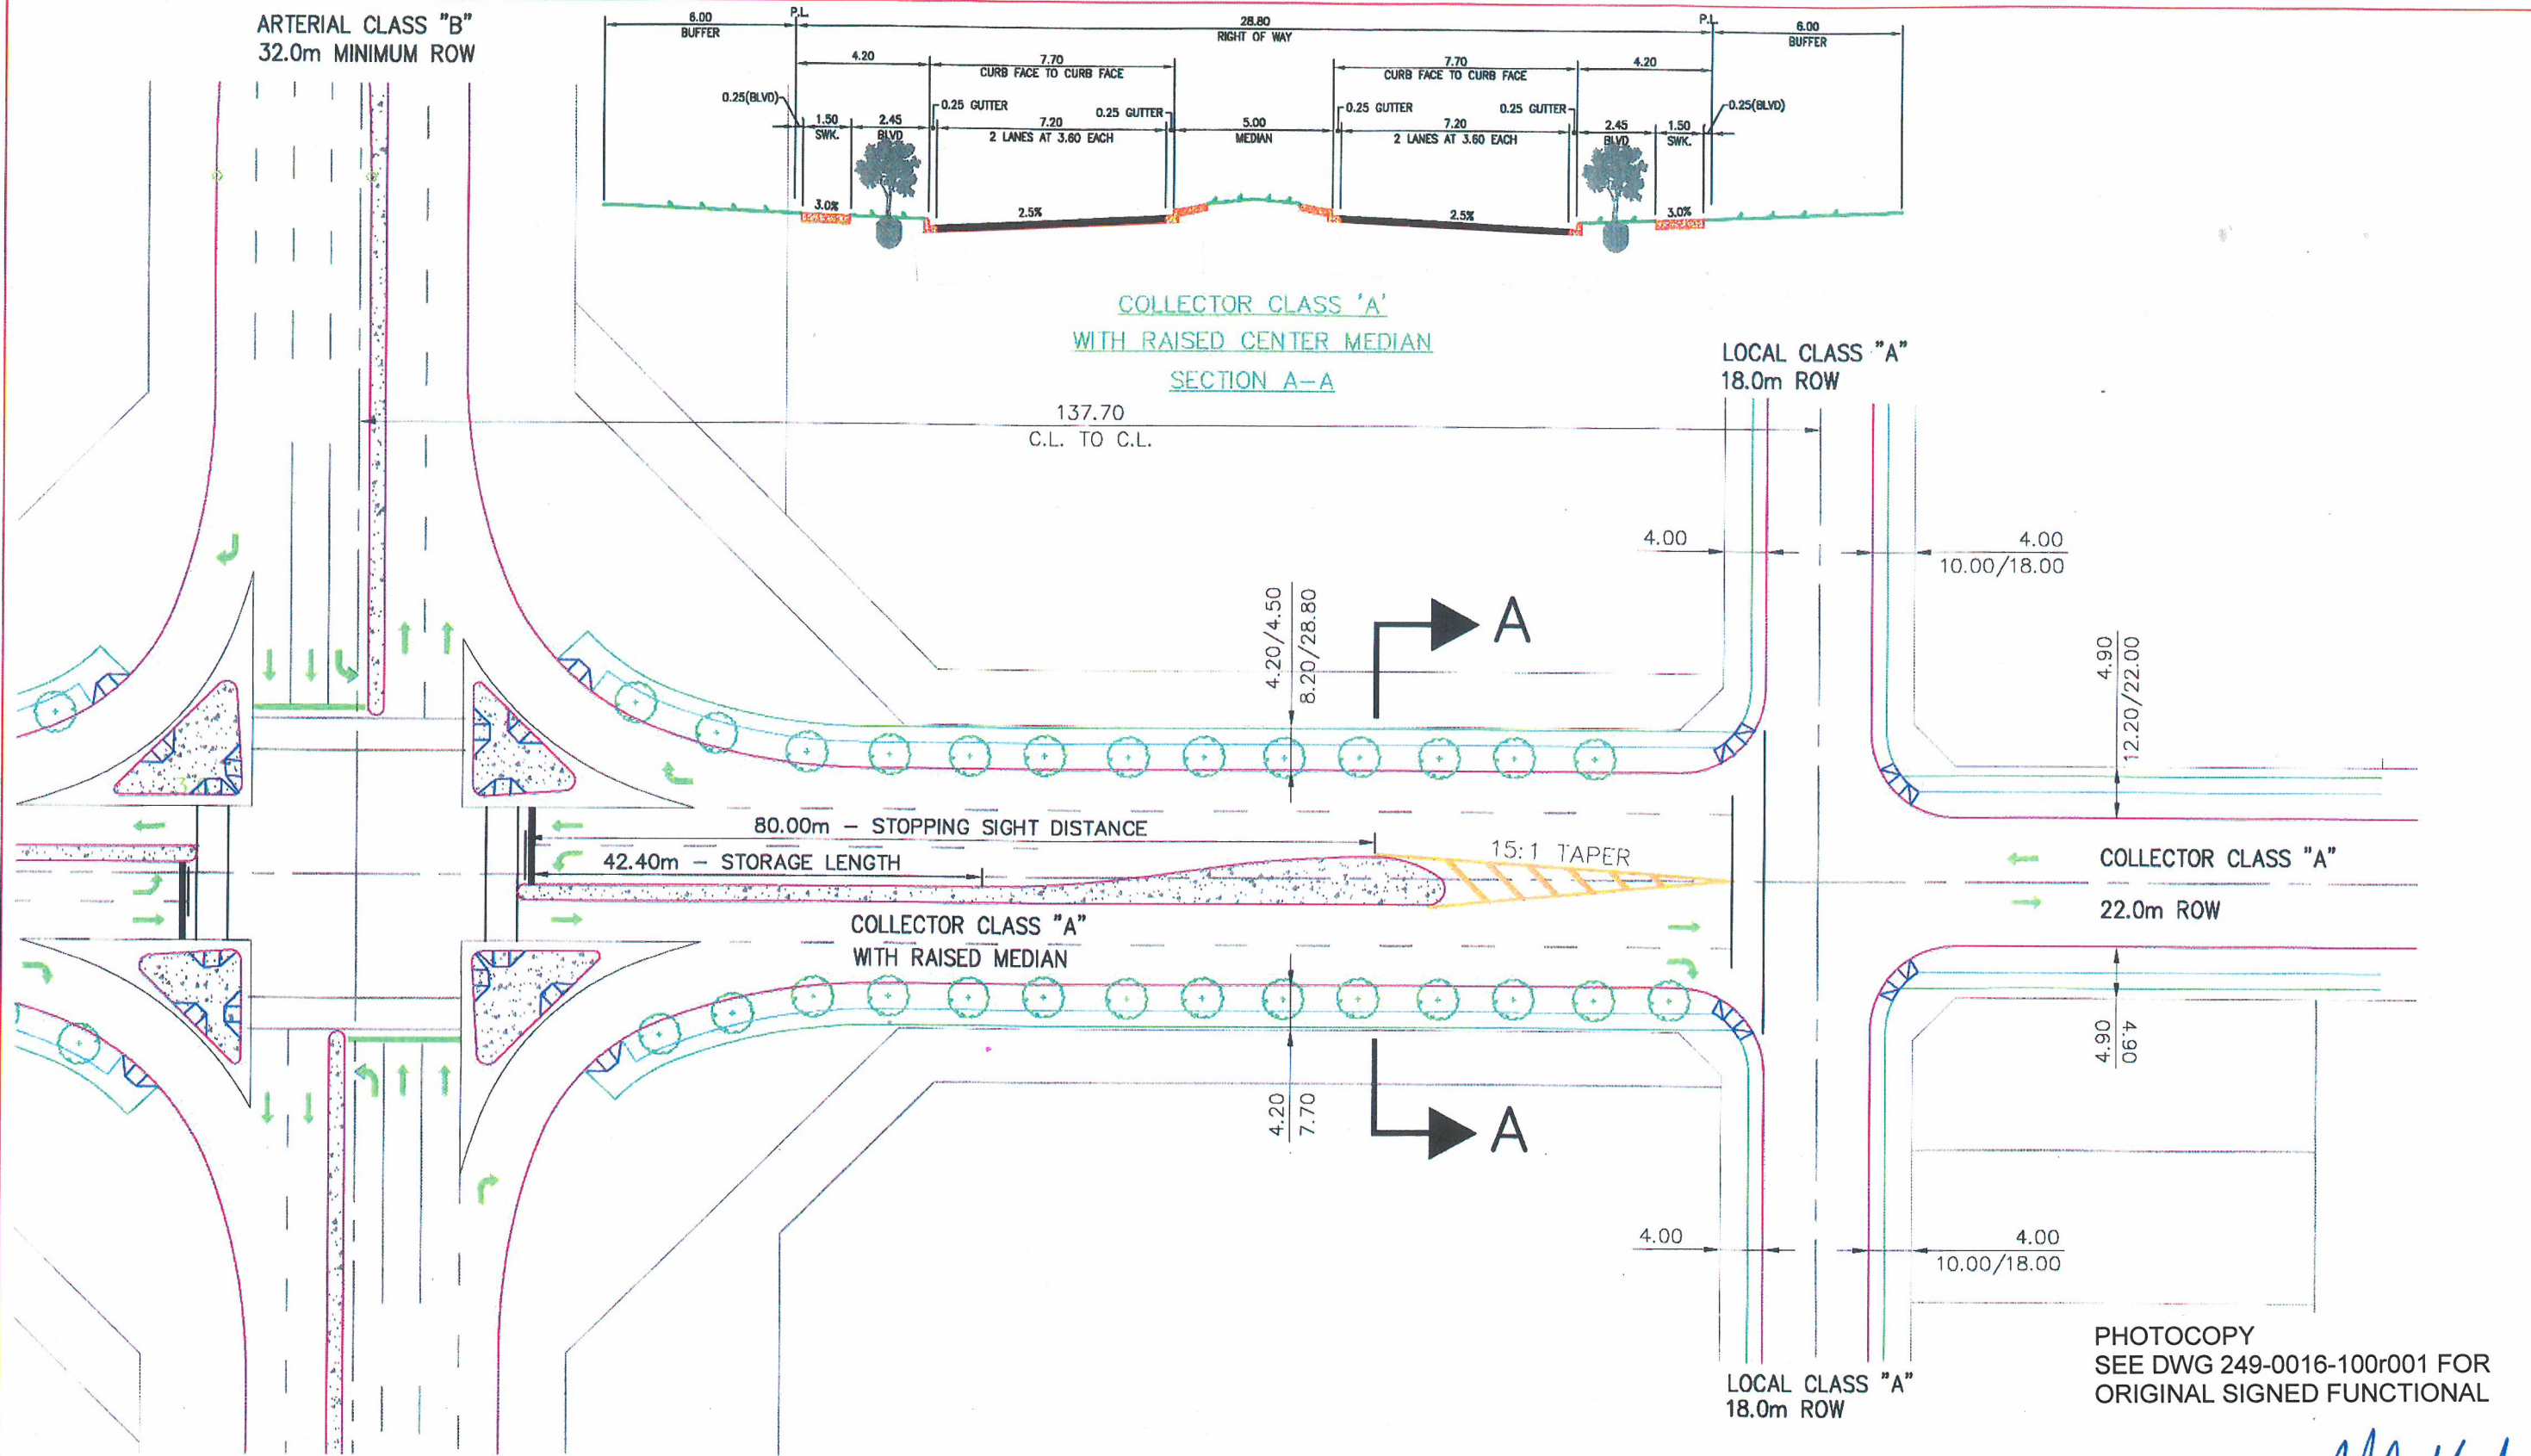 ARTERIAL CLASS "B"
32.0m MINIMUM ROW
6.00
BUFFER
P.L.
28.80
RIGHT OF WAY
P.L.
6.00
BUFFER
4.20
7.70
CURB FACE TO CURB FACE
7.70
CURB FACE TO CURB FACE
4.20
0.25(BLVD)
1.50
SWK.
2.45
BLVD
0.25 GUTTER
7.20
2 LANES AT 3.60 EACH
0.25 GUTTER
5.00
MEDIAN
0.25 GUTTER
7.20
2 LANES AT 3.60 EACH
0.25 GUTTER
2.45
BLVD
1.50
SWK.
0.25(BLVD)
3.0%
2.5%
2.5%
3.0%
COLLECTOR CLASS 'A'
WITH RAISED CENTER MEDIAN
SECTION A-A
LOCAL CLASS "A"
18.0m ROW
137.70
C.L. TO C.L.
4.00
4.00
10.00/18.00
4.20/4.50
8.20/28.80
A
4.90
12.20/22.00
80.00m - STOPPING SIGHT DISTANCE
42.40m - STORAGE LENGTH
15:1 TAPER
COLLECTOR CLASS "A"
22.0m ROW
COLLECTOR CLASS "A"
WITH RAISED MEDIAN
4.90
4.90
4.20
7.70
A
4.00
4.00
10.00/18.00
LOCAL CLASS "A"
18.0m ROW
PHOTOCOPY
SEE DWG 249-0016-100r001 FOR
ORIGINAL SIGNED FUNCTIONAL